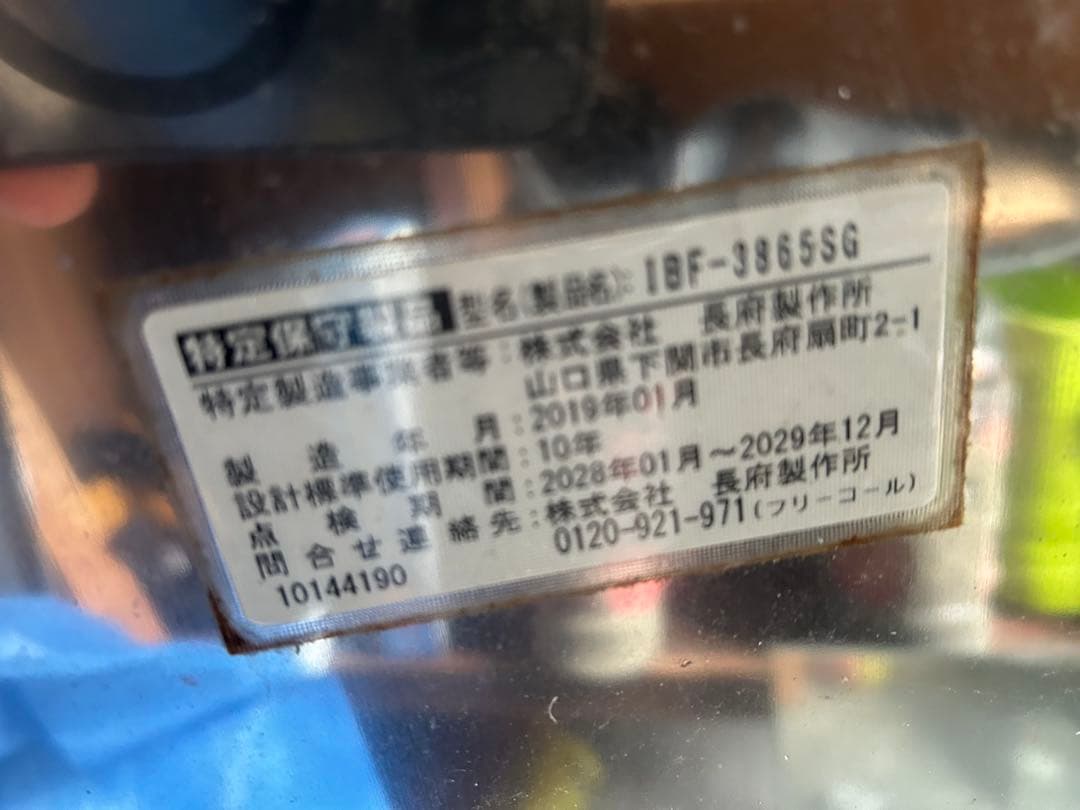 特定保守製品 型名(製品名):IBF-3865SG
特定製造事業者等:株式会社 長府製作所
山口県下関市長府扇町2-1
製造年月:2019年01月
設計標準使用期間:10年
点検期間:2028年01月~2029年12月
問合せ連絡先:株式会社 長府製作所
0120-921-971(フリーコール)
10144190